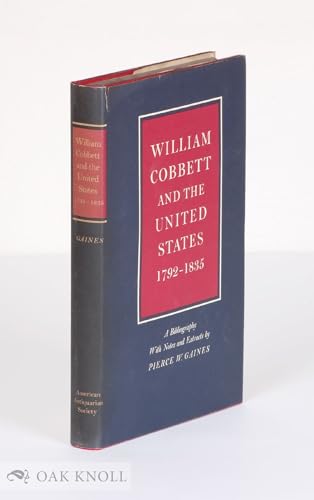 William
Cobbett
and the
United
States
1792-1835
GAINES
American
Antiquarian
Society
WILLIAM
COBBETT
AND THE
UNITED
STATES
1792-1835
A Bibliography
With Notes and Extracts by
PIERCE W. GAINES
OAK KNOLL